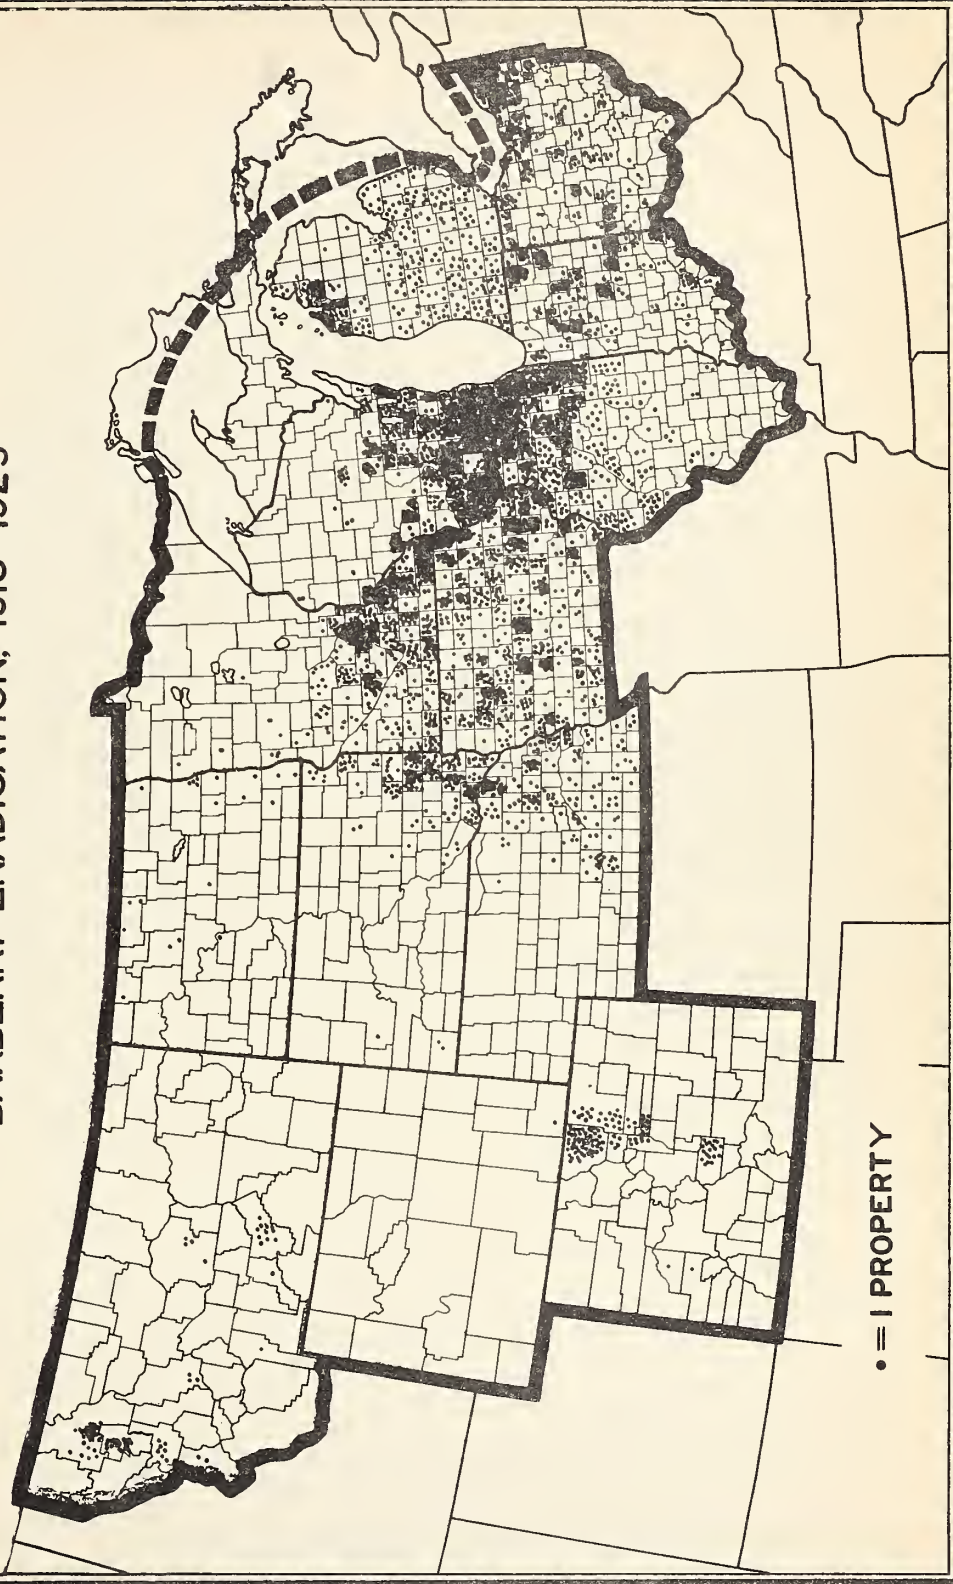 BARBERRY ERADICATION,
• = 1 PROPERTY